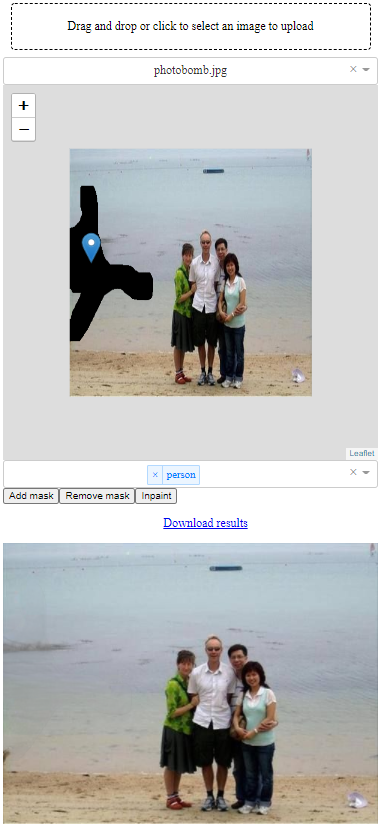 Drag and drop or click to select an image to upload
photobomb.jpg
×
+
−
Leaflet
× person
×
Add mask Remove mask Inpaint
Download results